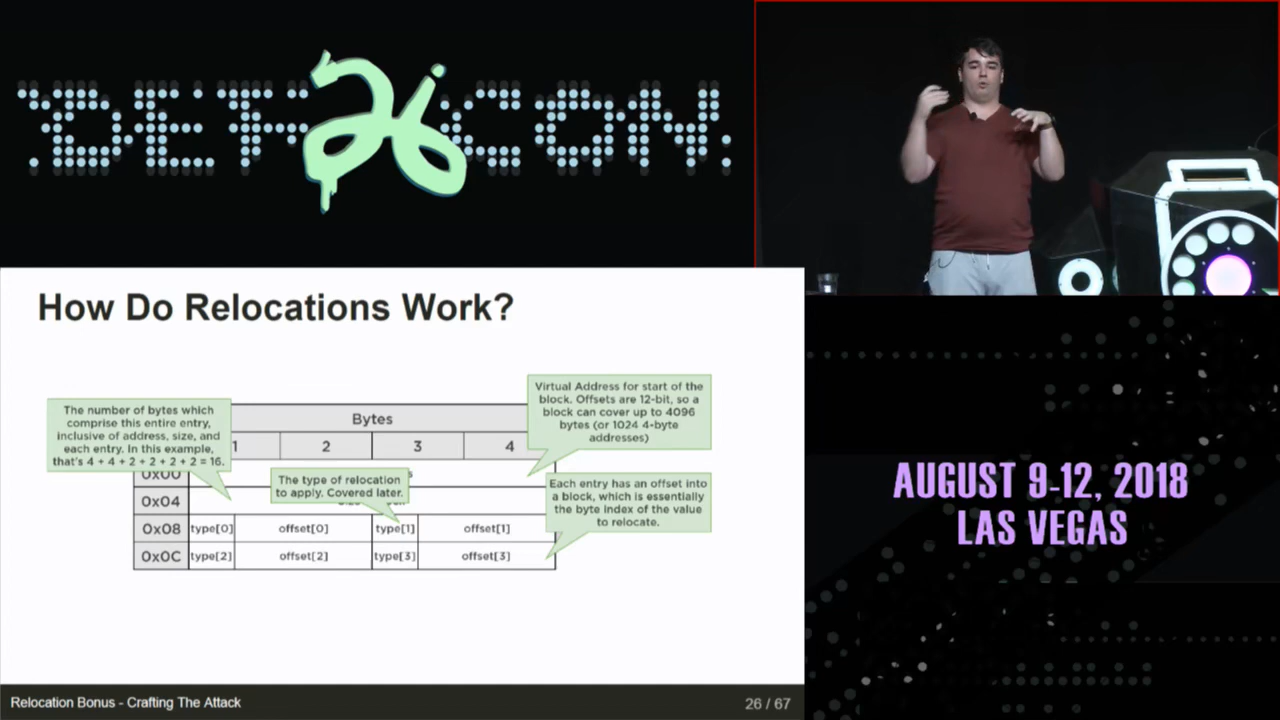 DEF CON
26
How Do Relocations Work?
Virtual Address for start of the
block. Offsets are 12-bit, so a
block can cover up to 4096
bytes (or 1024 4-byte
addresses)
The number of bytes which
comprise this entire entry,
inclusive of address, size, and
each entry. In this example,
that's 4 + 4 + 2 + 2 + 2 + 2 = 16.
Bytes
1 2 3 4
The type of relocation
to apply. Covered later.
Each entry has an offset into
a block, which is essentially
the byte index of the value
to relocate.
0x00
0x04
0x08 type[0] offset[0] type[1] offset[1]
0x0C type[2] offset[2] type[3] offset[3]
Relocation Bonus - Crafting The Attack
26 / 67
AUGUST 9-12, 2018
LAS VEGAS